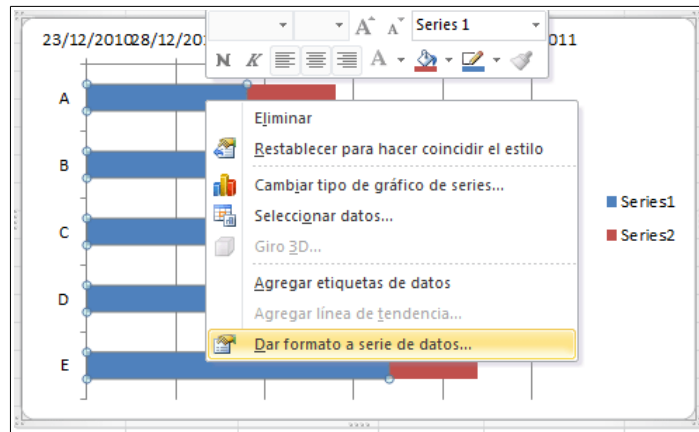 Series 1
23/12/2010 28/12/201 011
N K A
A
Eliminar
Restablecer para hacer coincidir el estilo
B
Cambiar tipo de gráfico de series...
Series1
Seleccionar datos...
C
Series2
Giro 3D...
Agregar etiquetas de datos
D
Agregar línea de tendencia...
Dar formato a serie de datos...
E